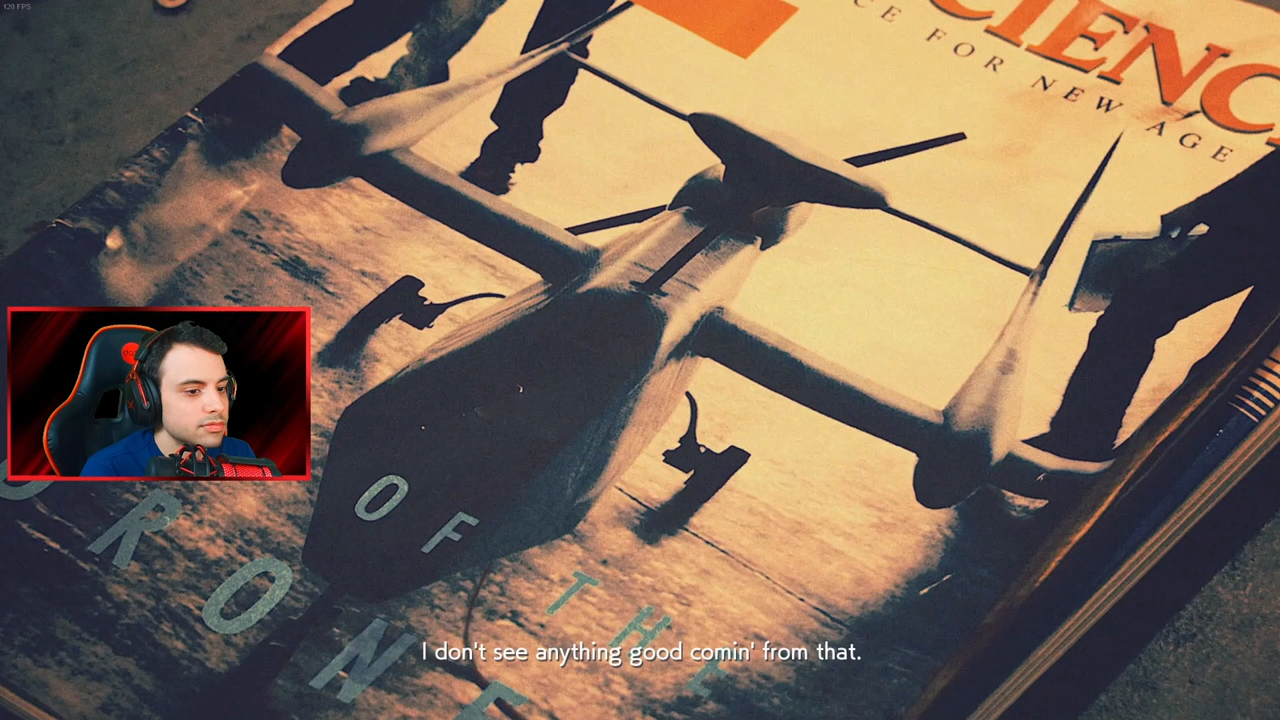 120 FPS
CIENC
CE FOR NEW AGE
OF
THE
DRONE
I don't see anything good comin' from that.